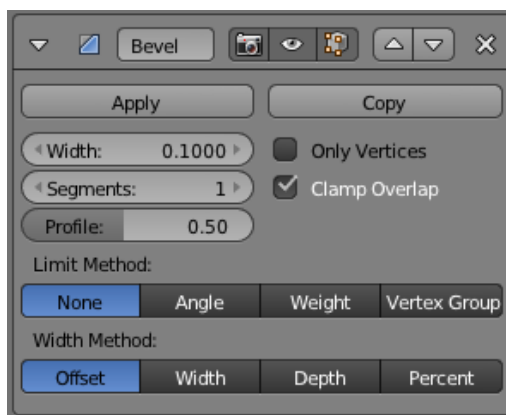 Bevel
Apply Copy
Width: 0.1000 Only Vertices
Segments: 1 Clamp Overlap
Profile: 0.50
Limit Method:
None Angle Weight Vertex Group
Width Method:
Offset Width Depth Percent